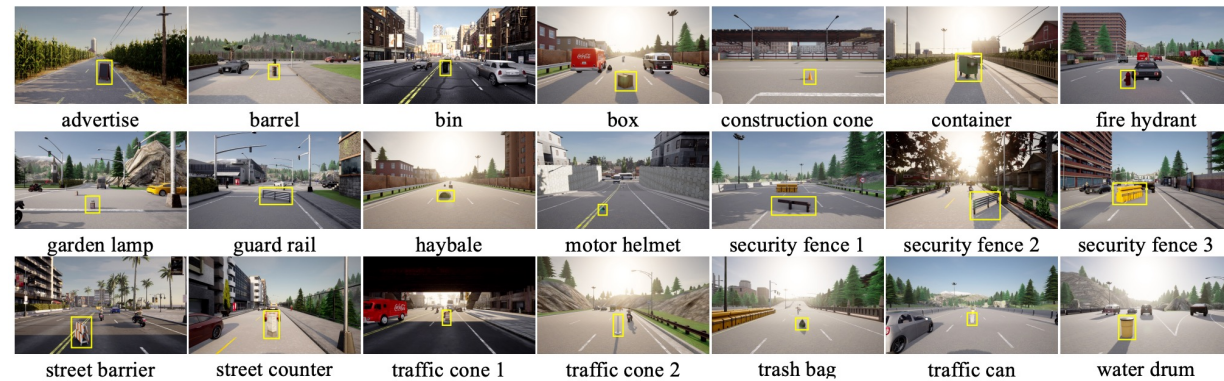 advertise
barrel
bin
box
construction cone
container
fire hydrant
garden lamp
guard rail
haybale
motor helmet
security fence 1
security fence 2
security fence 3
street barrier
street counter
traffic cone 1
traffic cone 2
trash bag
traffic can
water drum